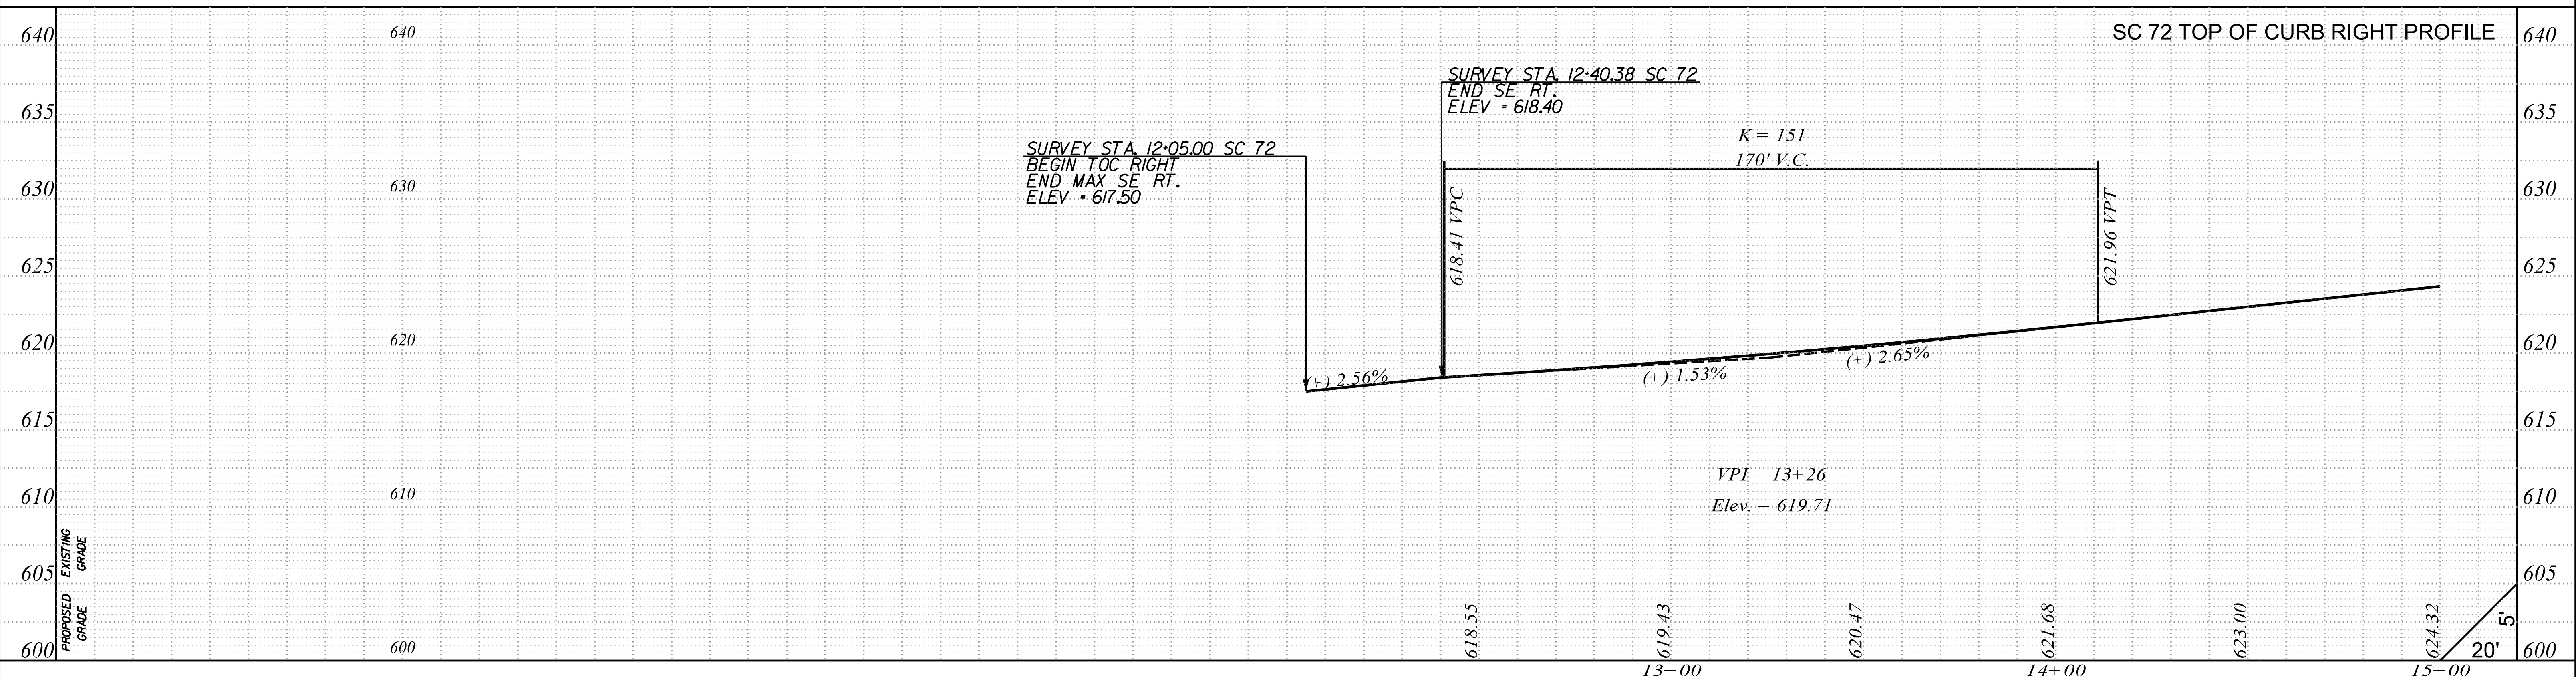 SC 72 TOP OF CURB RIGHT PROFILE
640
640
640
SURVEY STA. 12+40.38 SC 72
END SE RT.
ELEV = 618.40
635
635
K = 151
170' V.C.
SURVEY STA. 12+05.00 SC 72
BEGIN TOC RIGHT
END MAX SE RT.
ELEV = 617.50
630
630
630
618.41 VPC
621.96 VPT
625
625
620
620
620
(+) 2.56%
(+) 1.53%
(+) 2.65%
615
615
VPI = 13+26
Elev. = 619.71
610
610
610
EXISTING
GRADE
605
605
PROPOSED
GRADE
618.55
619.43
620.47
621.68
623.00
624.32
5'
20'
600
600
600
13+00
14+00
15+00